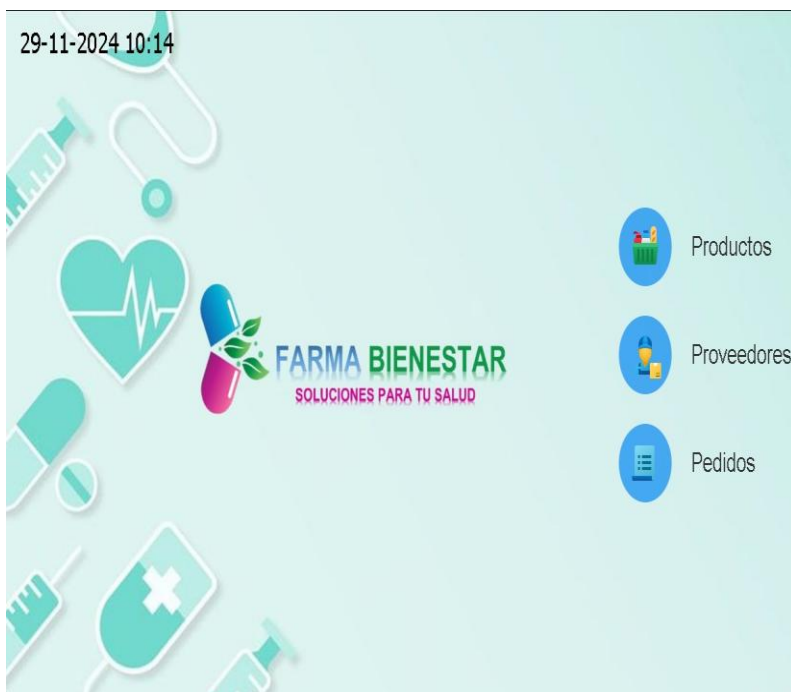 29-11-2024 10:14
Productos
FARMA BIENESTAR
SOLUCIONES PARA TU SALUD
Proveedores
Pedidos